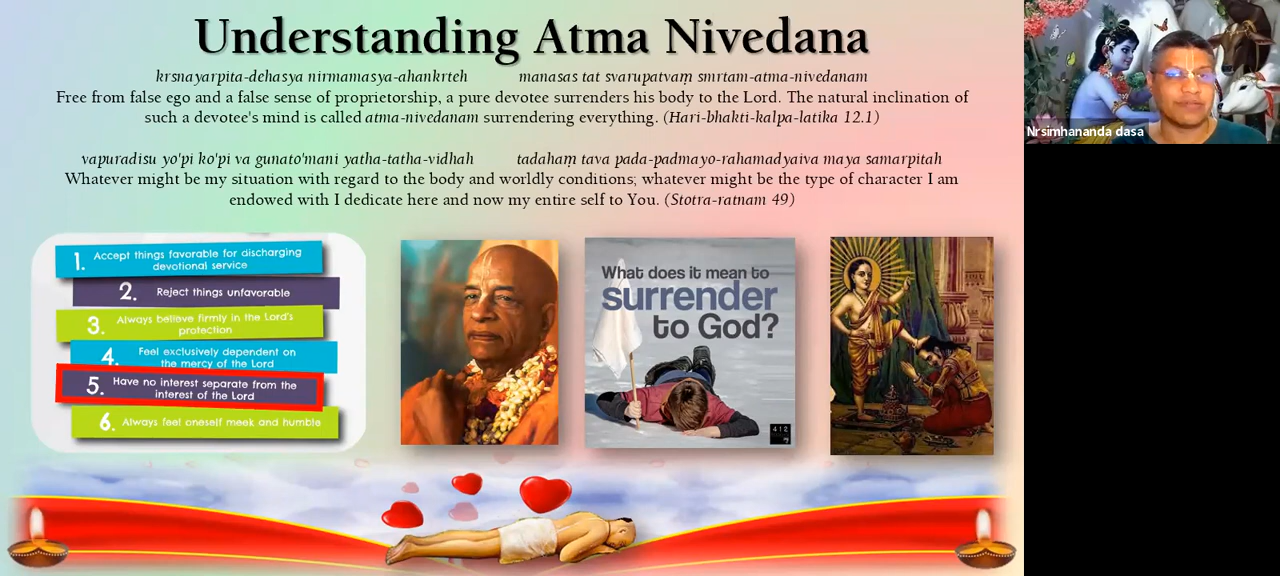 Understanding Atma Nivedana
krsnayarpita-dehasya nirmamasya-ahankrteh manasas tat svarupatvaṃ smrtam-atma-nivedanam
Free from false ego and a false sense of proprietorship, a pure devotee surrenders his body to the Lord. The natural inclination of
such a devotee's mind is called atma-nivedanam surrendering everything. (Hari-bhakti-kalpa-latika 12.1)
vapuradisu yo'pi ko'pi va gunato'mani yatha-tatha-vidhah tadahaṃ tava pada-padmayo-rahamadyaiva maya samarpitah
Whatever might be my situation with regard to the body and worldly conditions; whatever might be the type of character I am
endowed with I dedicate here and now my entire self to You. (Stotra-ratnam 49)
1. Accept things favorable for discharging
devotional service
2. Reject things unfavorable
3. Always believe firmly in the Lord's
protection
4. Feel exclusively dependent on
the mercy of the Lord
5. Have no interest separate from the
interest of the Lord
6. Always feel oneself meek and humble
What does it mean to
surrender
to God?
412
Nrsimhananda dasa